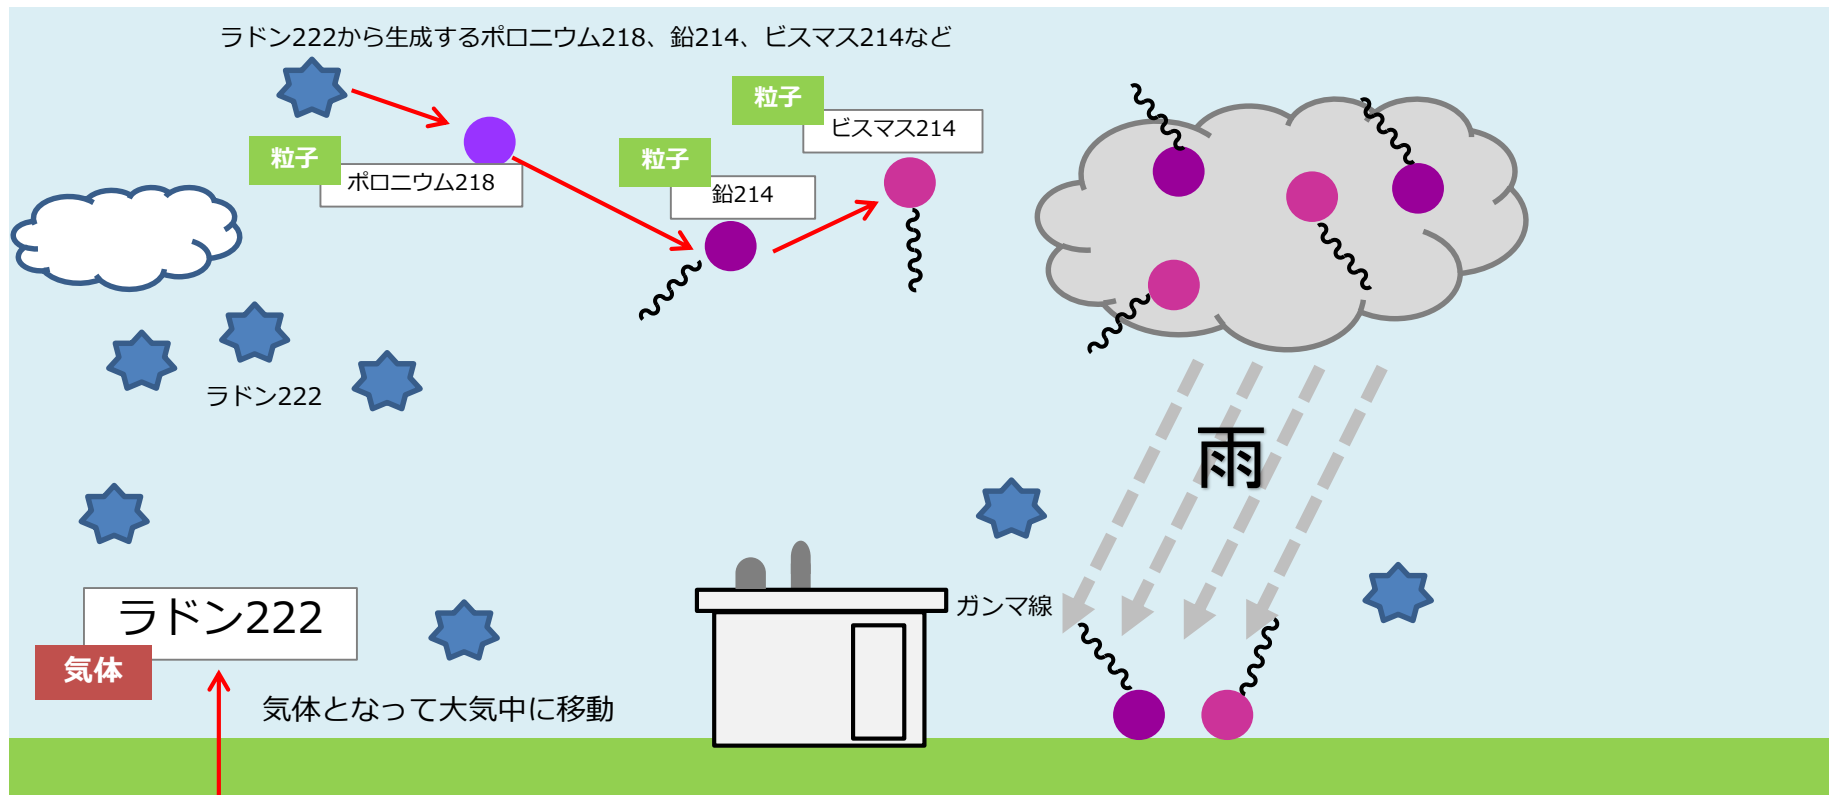 ラドン222から生成するポロニウム218、鉛214、ビスマス214など
粒子
ビスマス214
粒子
ポロニウム218
粒子
鉛214
ラドン222
雨
ラドン222
気体
ガンマ線
気体となって大気中に移動